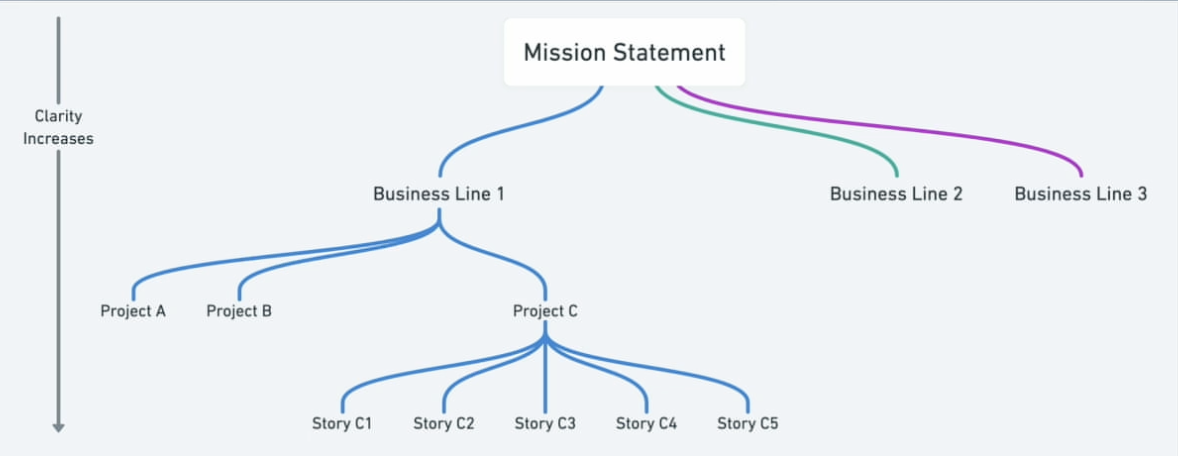 Mission Statement
Clarity
Increases
Business Line 1
Business Line 2
Business Line 3
Project A
Project B
Project C
Story C1
Story C2
Story C3
Story C4
Story C5